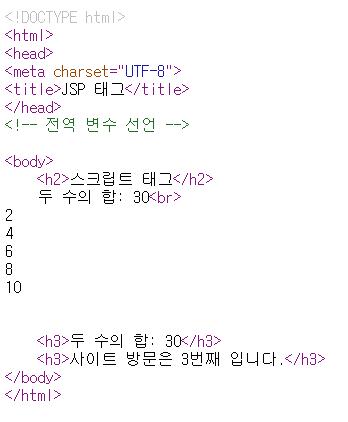 <!DOCTYPE html>
<html>
<head>
<meta charset="UTF-8">
<title>JSP 태그</title>
</head>
<!-- 전역 변수 선언 -->
<body>
<h2>스크립트 태그</h2>
두 수의 합: 30<br>
2
4
6
8
10
<h3>두 수의 합: 30</h3>
<h3>사이트 방문은 3번째 입니다.</h3>
</body>
</html>